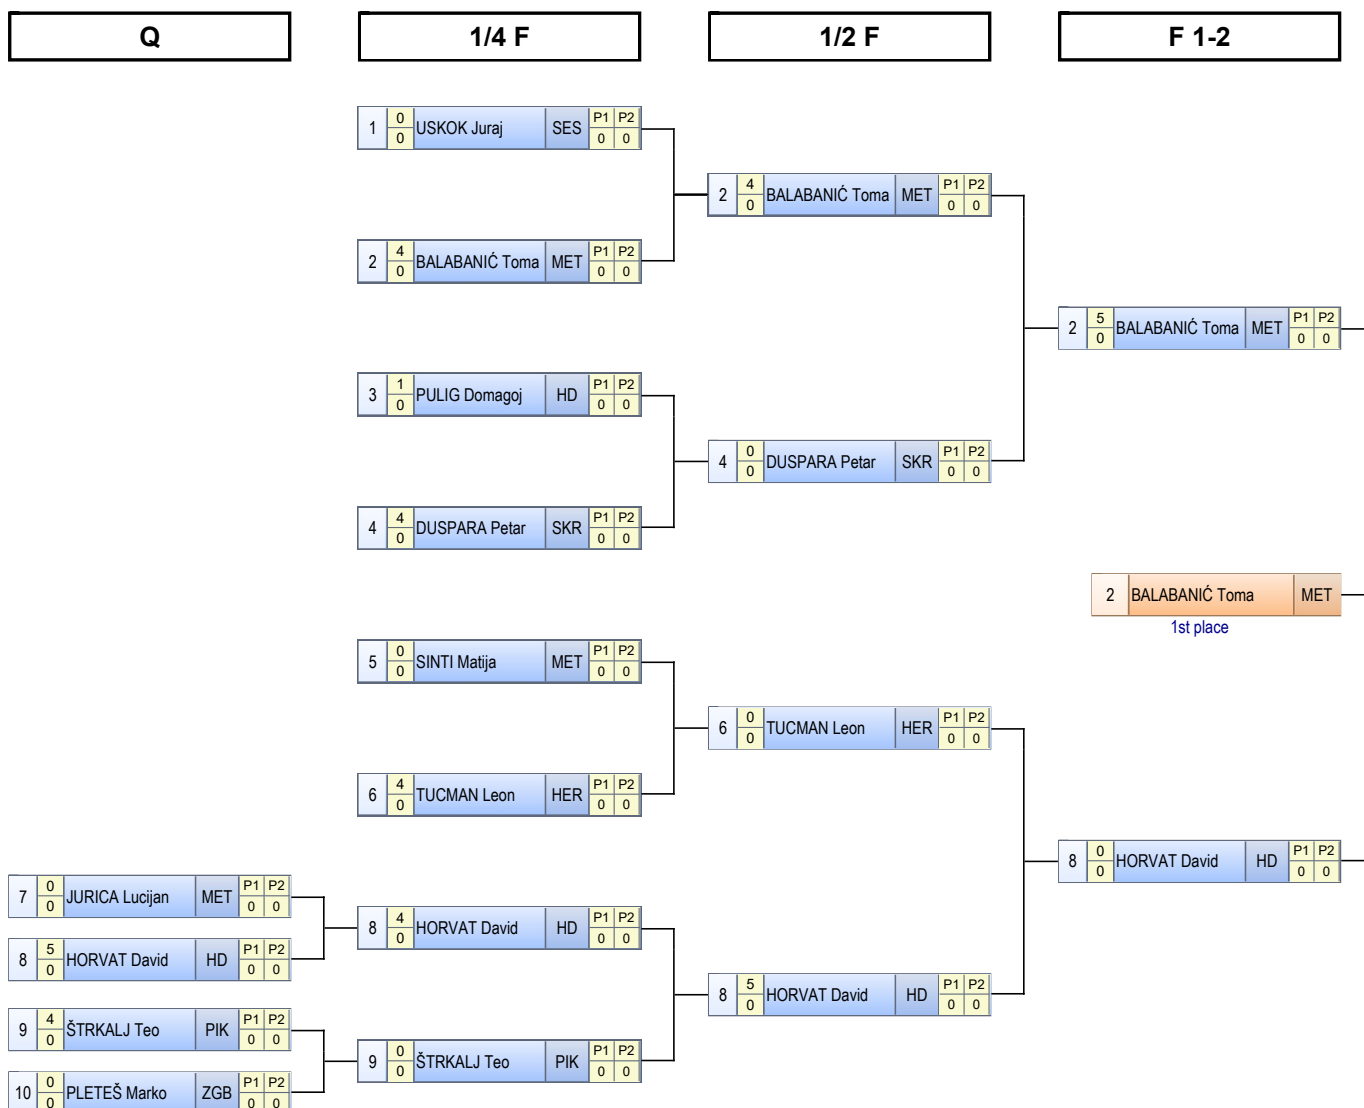 Q 1/4 F 1/2 F F 1-2
1 0 0 USKOK Juraj SES P1 P2 0 0
2 4 0 BALABANIĆ Toma MET P1 P2 0 0
2 4 0 BALABANIĆ Toma MET P1 P2 0 0
2 5 0 BALABANIĆ Toma MET P1 P2 0 0
3 1 0 PULIG Domagoj HD P1 P2 0 0
4 0 0 DUSPARA Petar SKR P1 P2 0 0
4 4 0 DUSPARA Petar SKR P1 P2 0 0
2 BALABANIĆ Toma MET
1st place
5 0 0 SINTI Matija MET P1 P2 0 0
6 0 0 TUCMAN Leon HER P1 P2 0 0
6 4 0 TUCMAN Leon HER P1 P2 0 0
8 0 0 HORVAT David HD P1 P2 0 0
7 0 0 JURICA Lucijan MET P1 P2 0 0
8 4 0 HORVAT David HD P1 P2 0 0
8 5 0 HORVAT David HD P1 P2 0 0
8 5 0 HORVAT David HD P1 P2 0 0
9 4 0 ŠTRKALJ Teo PIK P1 P2 0 0
9 0 0 ŠTRKALJ Teo PIK P1 P2 0 0
10 0 0 PLETEŠ Marko ZGB P1 P2 0 0